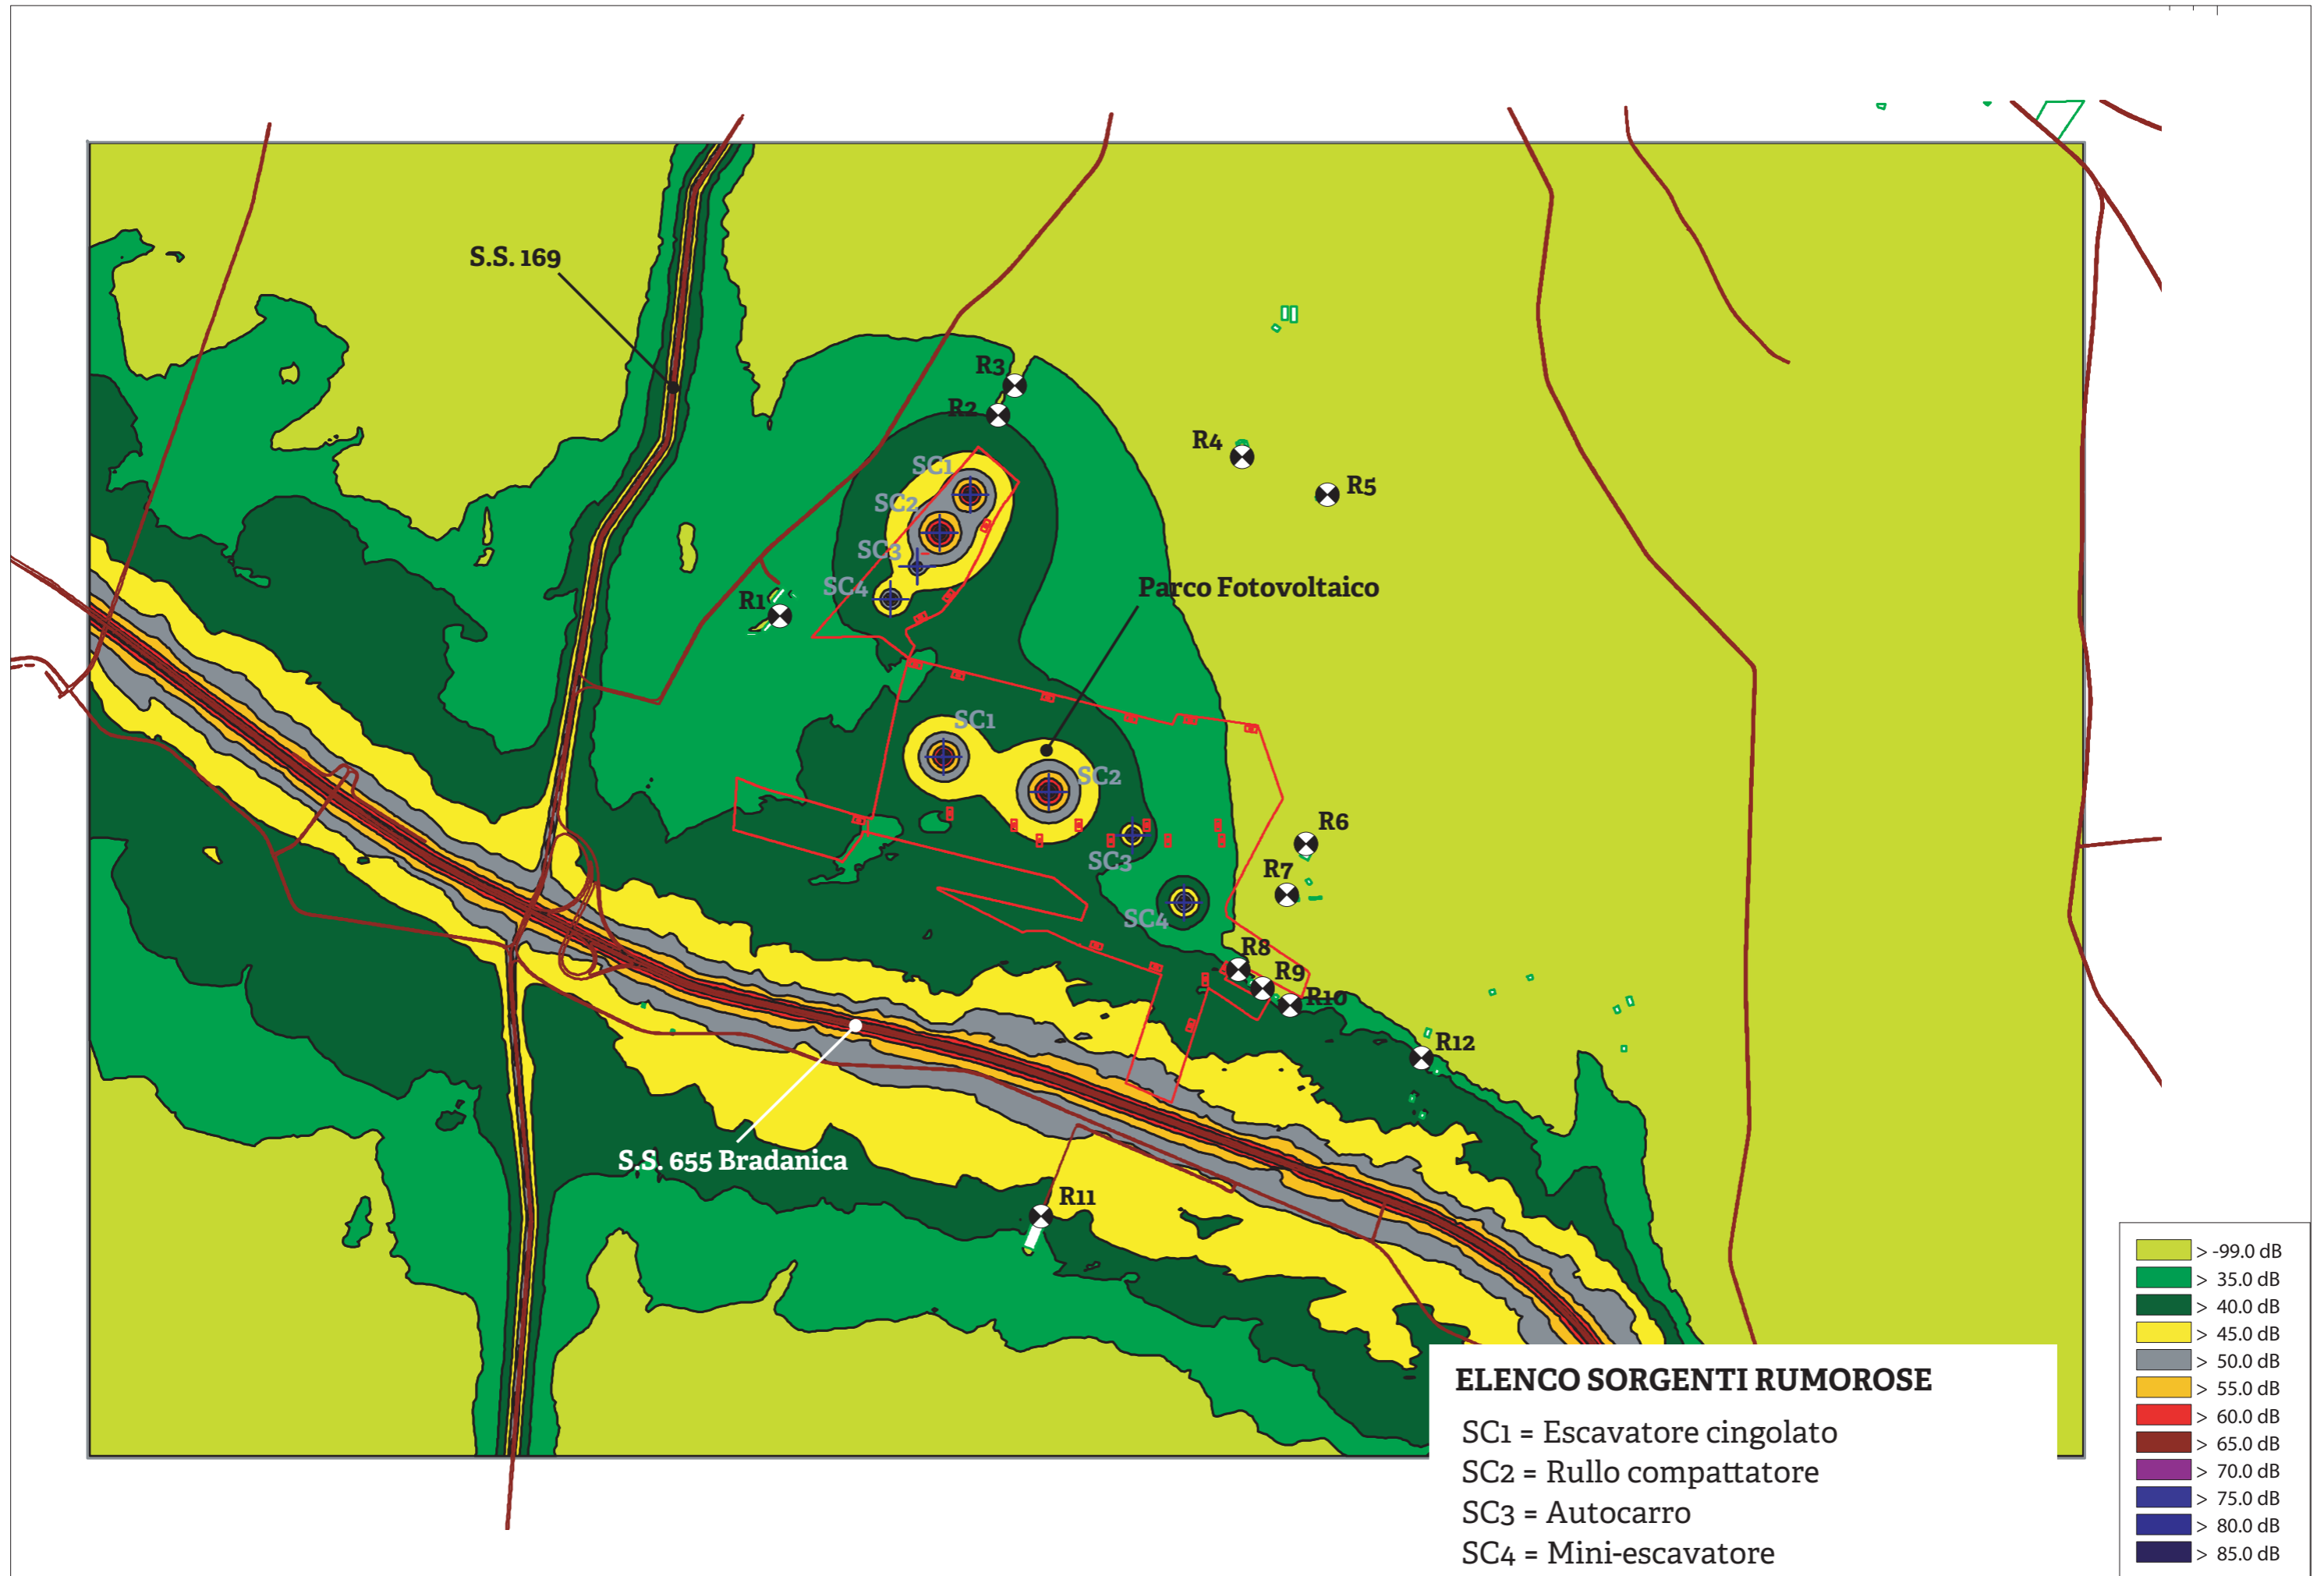 S.S. 169
R3
R2
R4
R5
SC1
SC2
SC3
SC4
R1
Parco Fotovoltaico
SC1
SC2
SC3
SC4
R6
R7
R8
R9
R10
R12
S.S. 655 Bradanica
R11
> -99.0 dB
> 35.0 dB
> 40.0 dB
> 45.0 dB
> 50.0 dB
> 55.0 dB
> 60.0 dB
> 65.0 dB
> 70.0 dB
> 75.0 dB
> 80.0 dB
> 85.0 dB
ELENCO SORGENTI RUMOROSE
SC1 = Escavatore cingolato
SC2 = Rullo compattatore
SC3 = Autocarro
SC4 = Mini-escavatore